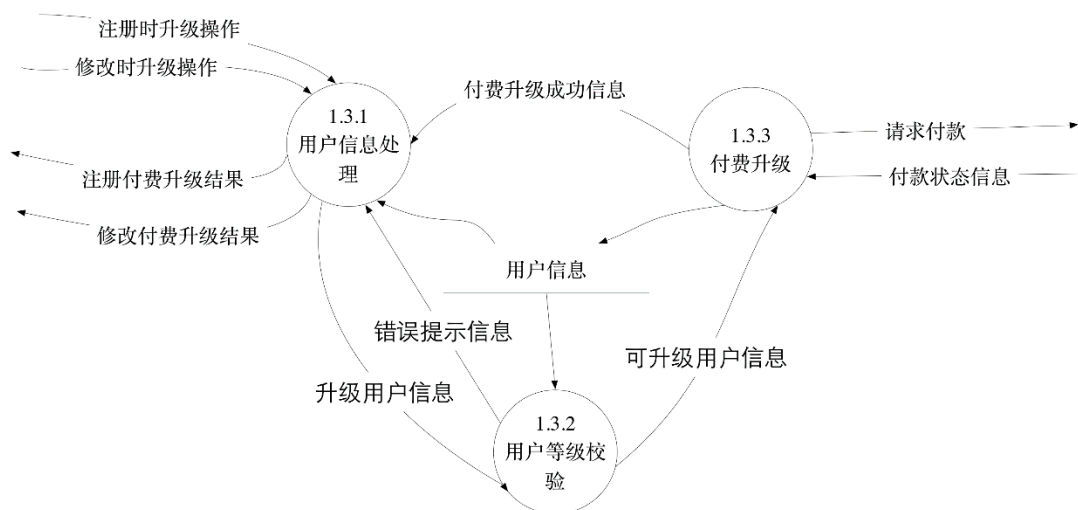 注册时升级操作
修改时升级操作
付费升级成功信息
1.3.1
用户信息处
理
1.3.3
付费升级
请求付款
付款状态信息
注册付费升级结果
修改付费升级结果
用户信息
错误提示信息
可升级用户信息
升级用户信息
1.3.2
用户等级校
验